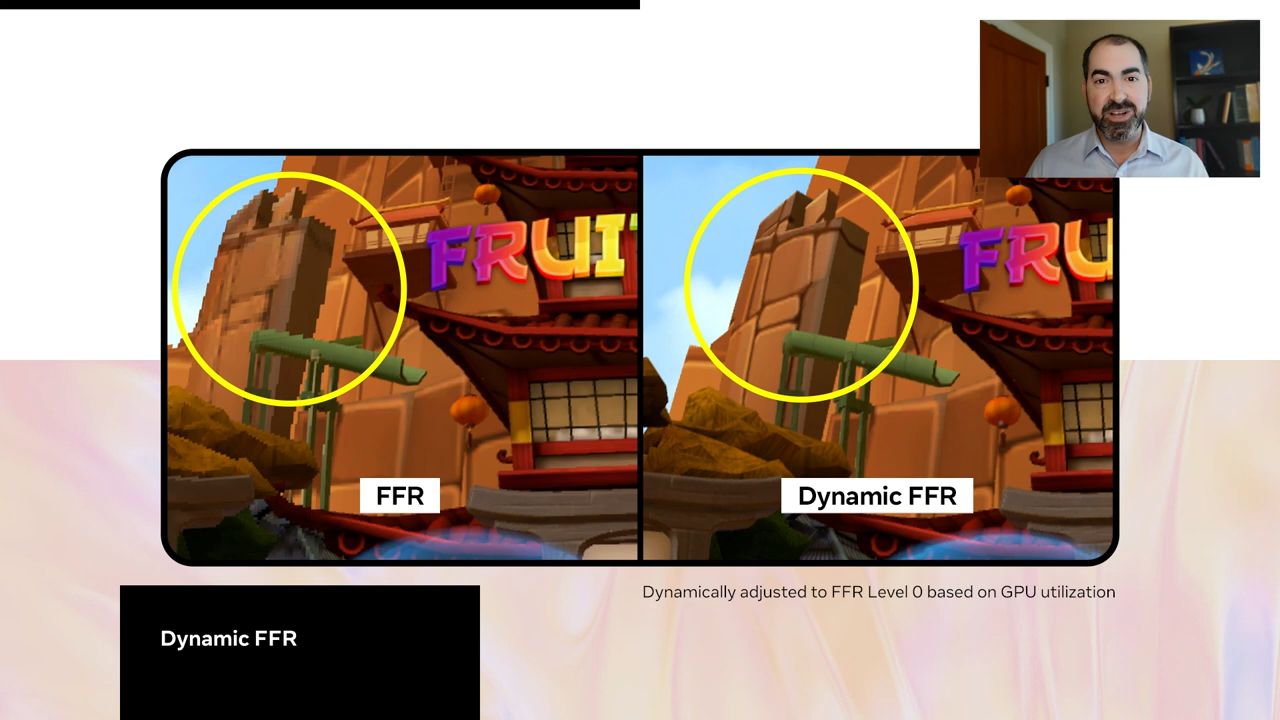 FRUI
FRU
FFR
Dynamic FFR
Dynamically adjusted to FFR Level 0 based on GPU utilization
Dynamic FFR